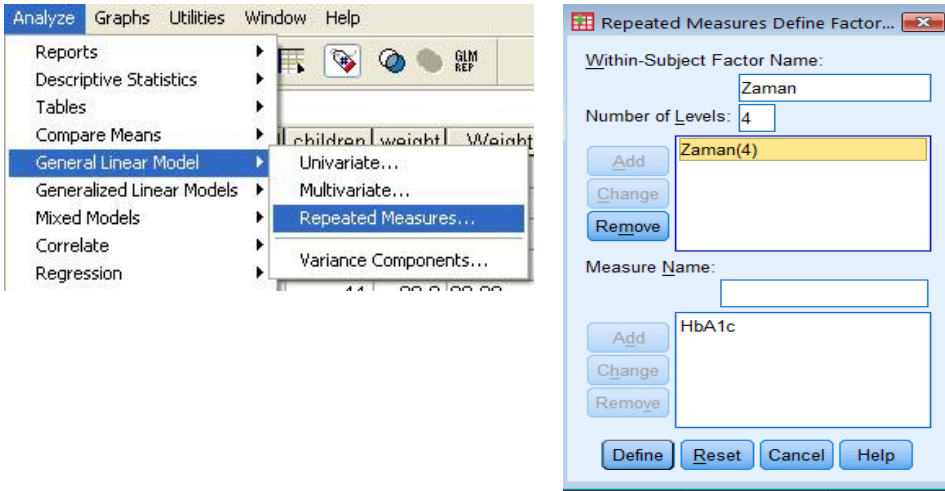 Analyze Graphs Utilities Window Help
Reports
Descriptive Statistics
Tables
Compare Means
General Linear Model
Generalized Linear Models
Mixed Models
Correlate
Regression
GLM
REP
children weight Weight
Univariate...
Multivariate...
Repeated Measures...
Variance Components...
Repeated Measures Define Factor...
Within-Subject Factor Name:
Zaman
Number of Levels: 4
Add
Change
Remove
Zaman(4)
Measure Name:
Add
Change
Remove
HbA1c
Define Reset Cancel Help